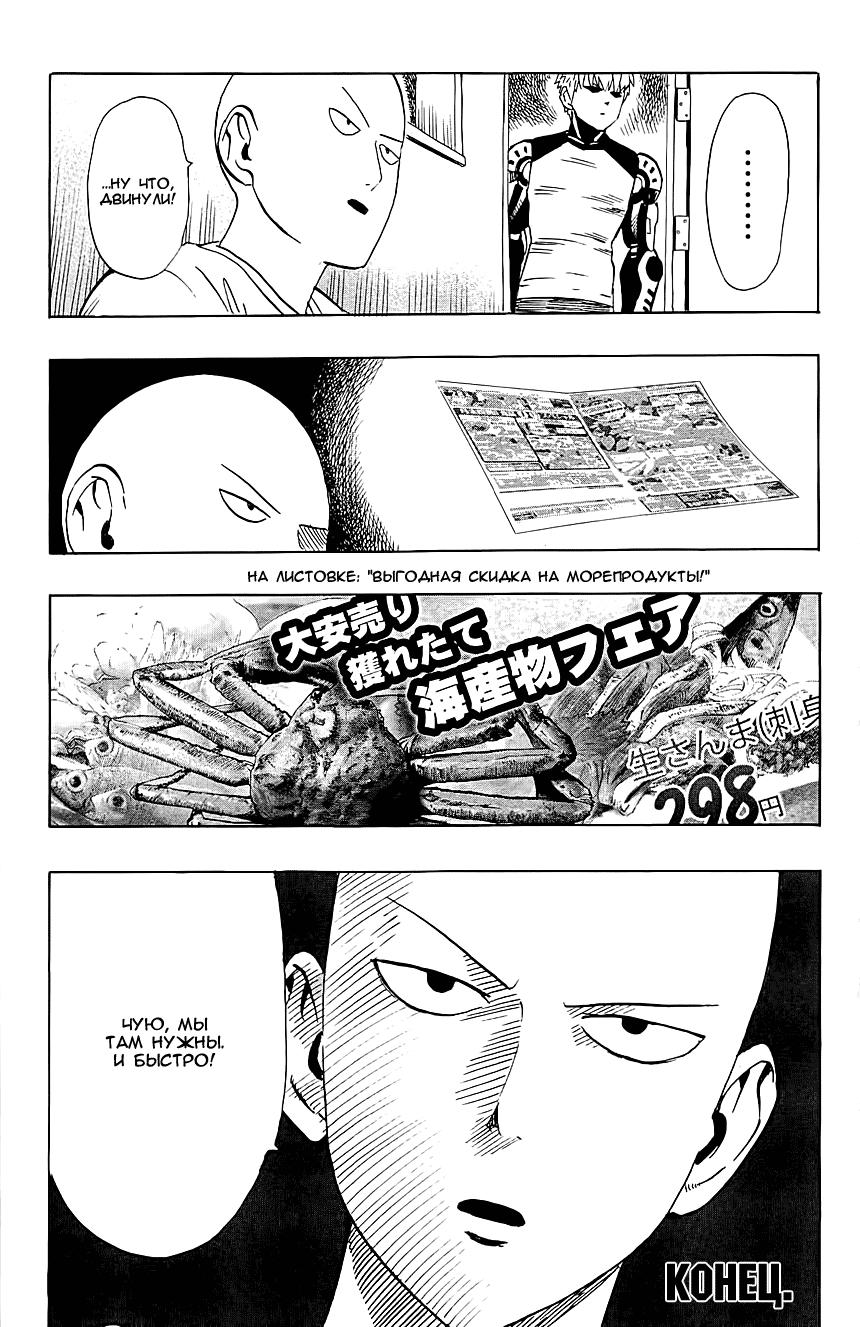 .........
...НУ ЧТО,
ДВИНУЛИ!
НА ЛИСТОВКЕ: "ВЫГОДНАЯ СКИДКА НА МОРЕПРОДУКТЫ!"
大安売り
獲れたて
海産物フェア
生さんま(刺身
298円
ЧУЮ, МЫ
ТАМ НУЖНЫ.
И БЫСТРО!
КОНЕЦ.